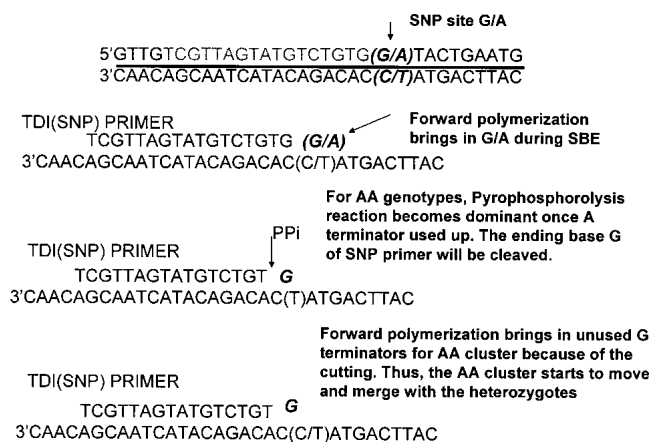 SNP site G/A
5'GTTGTCGTTAGTATGTCTGTG(G/A)TACTGAATG
3'CAACAGCAATCATACAGACAC(C/T)ATGACTTAC
TDI(SNP) PRIMER
TCGTTAGTATGTCTGTG (G/A)
3'CAACAGCAATCATACAGACAC(C/T)ATGACTTAC
Forward polymerization
brings in G/A during SBE
For AA genotypes, Pyrophosphorolysis
reaction becomes dominant once A
terminator used up. The ending base G
of SNP primer will be cleaved.
PPi
TDI(SNP) PRIMER
TCGTTAGTATGTCTGT G
3'CAACAGCAATCATACAGACAC(T)ATGACTTAC
Forward polymerization brings in unused G
terminators for AA cluster because of the
cutting. Thus, the AA cluster starts to move
and merge with the heterozygotes
TDI(SNP) PRIMER
TCGTTAGTATGTCTGT G
3'CAACAGCAATCATACAGACAC(C/T)ATGACTTAC